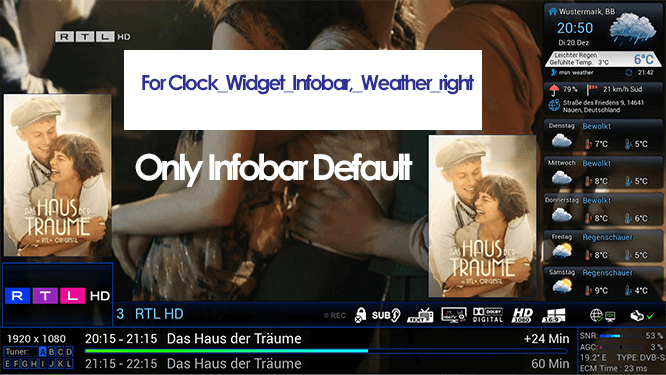 RTL HD
For Clock_Widget_Infobar,_Weather_right
Only Infobar Default
DAS
HAUS DER
TRÄUME
RTL+ ORIGINAL
DAS
HAUS DER
TRÄUME
RTL+ ORIGINAL
Wustermark, BB
20:50
Di.20.Dez
Leichter Regen
Gefühlte Temp. 3 °C
6°C
msn weather
21:42
79 %
21 km/h Süd
Straße des Friedens 9, 14641
Nauen, Deutschland
Dienstag
Bewolkt
7°C
5°C
Mittwoch
Bewolkt
8°C
5°C
Donnerstag
Bewolkt
8°C
6°C
Freitag
Regenschauer
8°C
5°C
Samstag
Regenschauer
9°C
4°C
RTL HD
3 RTL HD
REC
SUB
TEXT
DOLBY
DIGITAL
HD
1080
16:9
1920 x 1080
Tuner: A B C D
E F G H I J K L
20:15 - 21:15 Das Haus der Träume
+24 Min
21:15 - 22:15 Das Haus der Träume
60 Min
SNR: 53 %
AGC: 3 %
19.2° E TYPE: DVB-S
ECM Time : 23 ms